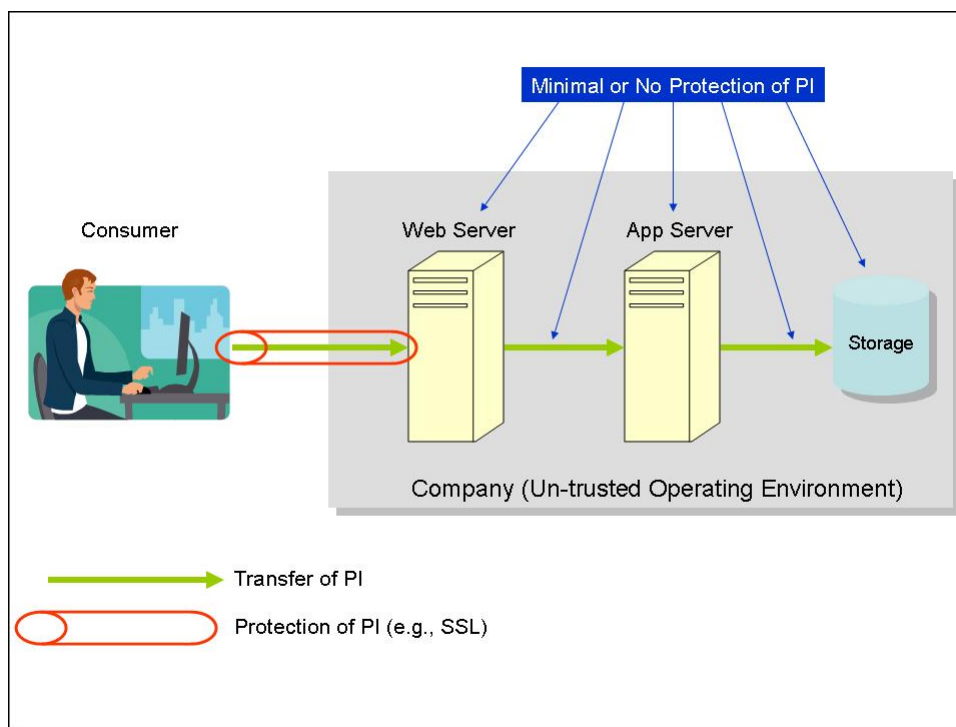 Minimal or No Protection of PI
Consumer
Web Server
App Server
Storage
Company (Un-trusted Operating Environment)
Transfer of PI
Protection of PI (e.g., SSL)